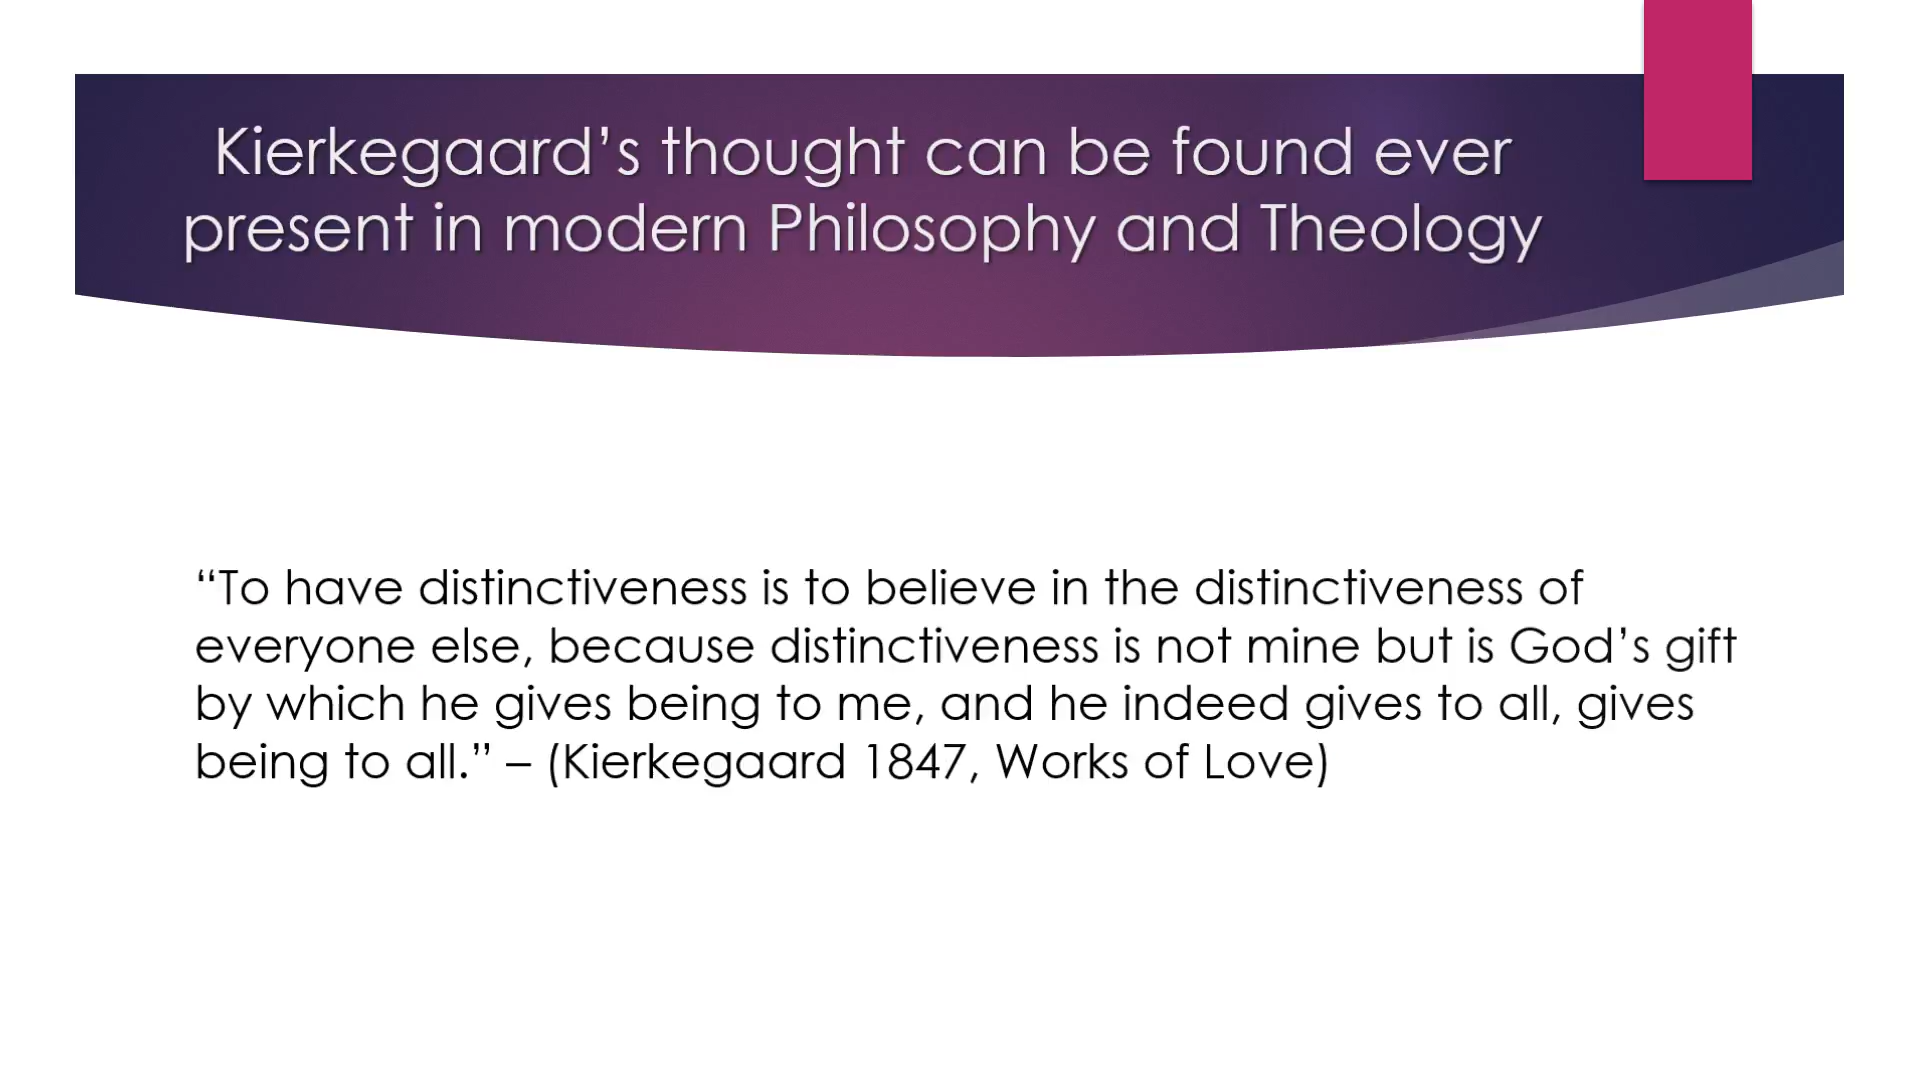 Kierkegaard’s thought can be found ever
present in modern Philosophy and Theology
“To have distinctiveness is to believe in the distinctiveness of
everyone else, because distinctiveness is not mine but is God’s gift
by which he gives being to me, and he indeed gives to all, gives
being to all.” – (Kierkegaard 1847, Works of Love)